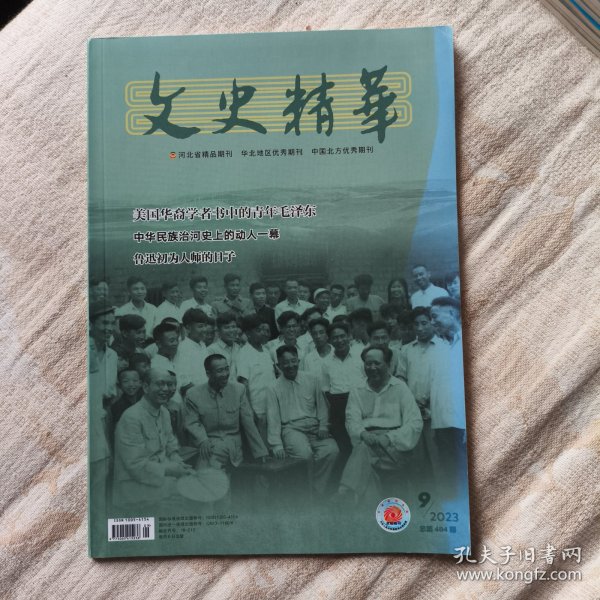 文史精華
河北省精品期刊 华北地区优秀期刊 中国北方优秀期刊
美国华裔学者书中的青年毛泽东
中华民族治河史上的动人一幕
鲁迅初为人师的日子
ISSN 1005-4154
9
2023
总第404期
孔夫子旧书网
www.kongfz.com